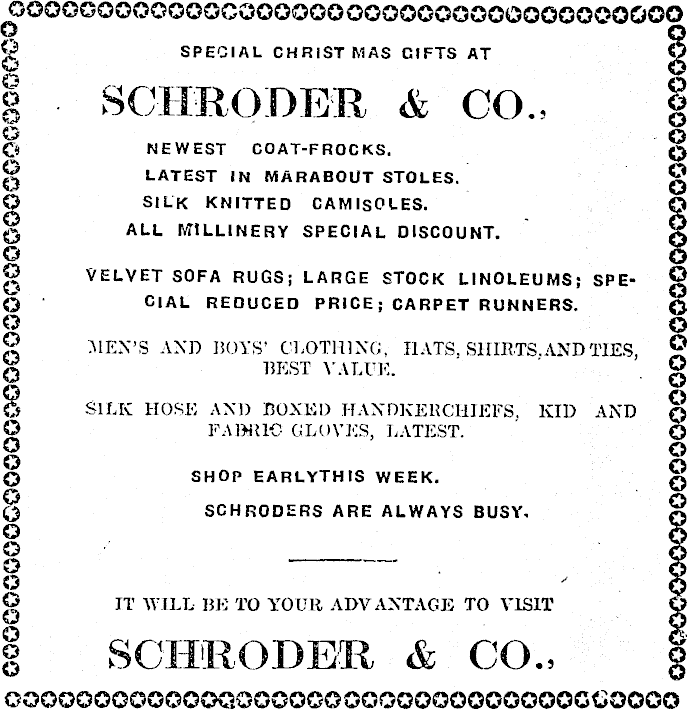 SPECIAL CHRIST MAS GIFTS AT
SCHRODER & CO.,
NEWEST COAT-FROCKS.
LATEST IN MARABOUT STOLES.
SILK KNITTED CAMISOLES.
ALL MILLINERY SPECIAL DISCOUNT.
VELVET SOFA RUGS; LARGE STOCK LINOLEUMS; SPE-
CIAL REDUCED PRICE; CARPET RUNNERS.
MEN'S AND BOYS' CLOTHING, HATS, SHIRTS, AND TIES,
BEST VALUE.
SILK HOSE AND BOXED HANDKERCHIEFS, KID AND
FABRIC GLOVES, LATEST.
SHOP EARLYTHIS WEEK.
SCHRODERS ARE ALWAYS BUSY.
IT WILL BE TO YOUR ADVANTAGE TO VISIT
SCHRODER & CO.,